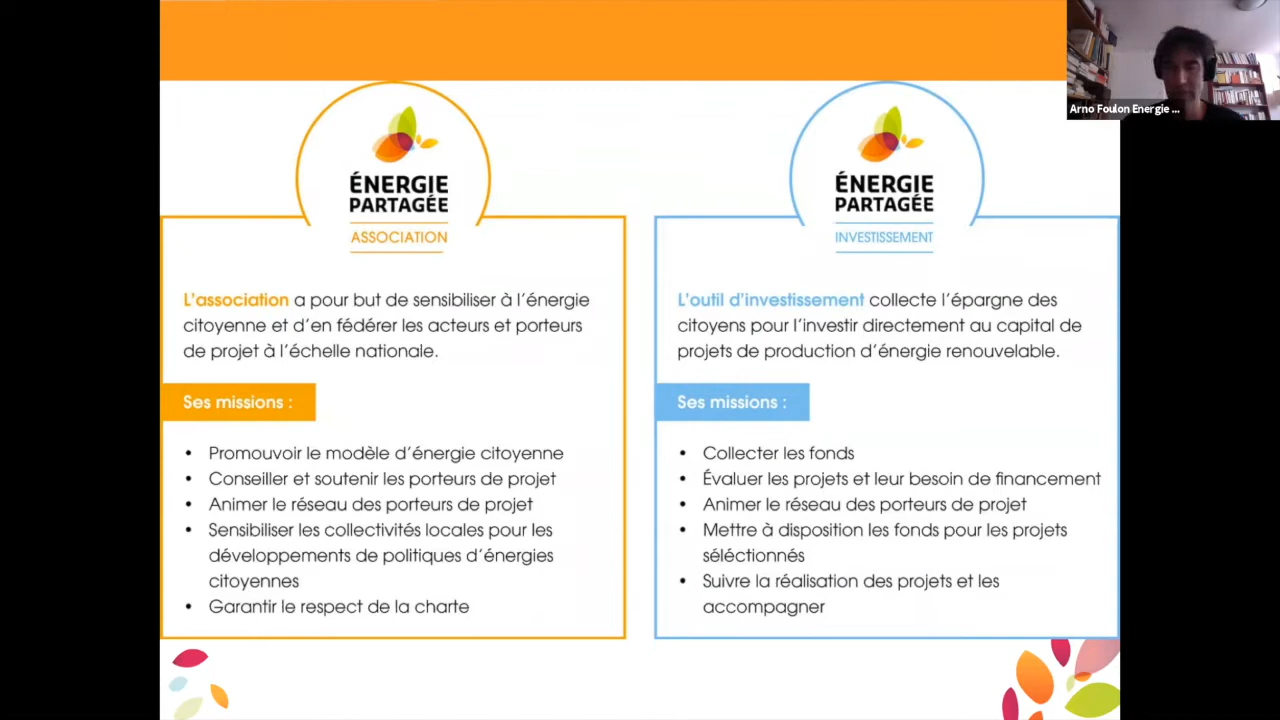 Arno Foulon Energie ...
ÉNERGIE
PARTAGÉE
ASSOCIATION
L'association a pour but de sensibiliser à l'énergie
citoyenne et d'en fédérer les acteurs et porteurs
de projet à l'échelle nationale.
Ses missions :
• Promouvoir le modèle d'énergie citoyenne
• Conseiller et soutenir les porteurs de projet
• Animer le réseau des porteurs de projet
• Sensibiliser les collectivités locales pour les
développements de politiques d'énergies
citoyennes
• Garantir le respect de la charte
ÉNERGIE
PARTAGÉE
INVESTISSEMENT
L'outil d'investissement collecte l'épargne des
citoyens pour l'investir directement au capital de
projets de production d'énergie renouvelable.
Ses missions :
• Collecter les fonds
• Évaluer les projets et leur besoin de financement
• Animer le réseau des porteurs de projet
• Mettre à disposition les fonds pour les projets
séléctionnés
• Suivre la réalisation des projets et les
accompagner